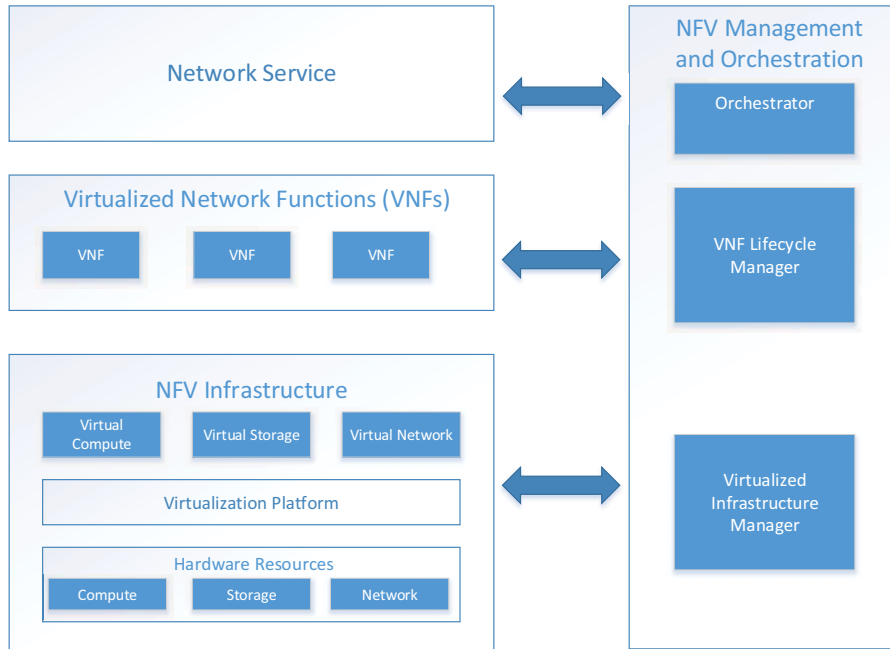 Network Service
Virtualized Network Functions (VNFs)
VNF
VNF
VNF
NFV Infrastructure
Virtual
Compute
Virtual Storage
Virtual Network
Virtualization Platform
Hardware Resources
Compute
Storage
Network
NFV Management
and Orchestration
Orchestrator
VNF Lifecycle
Manager
Virtualized
Infrastructure
Manager